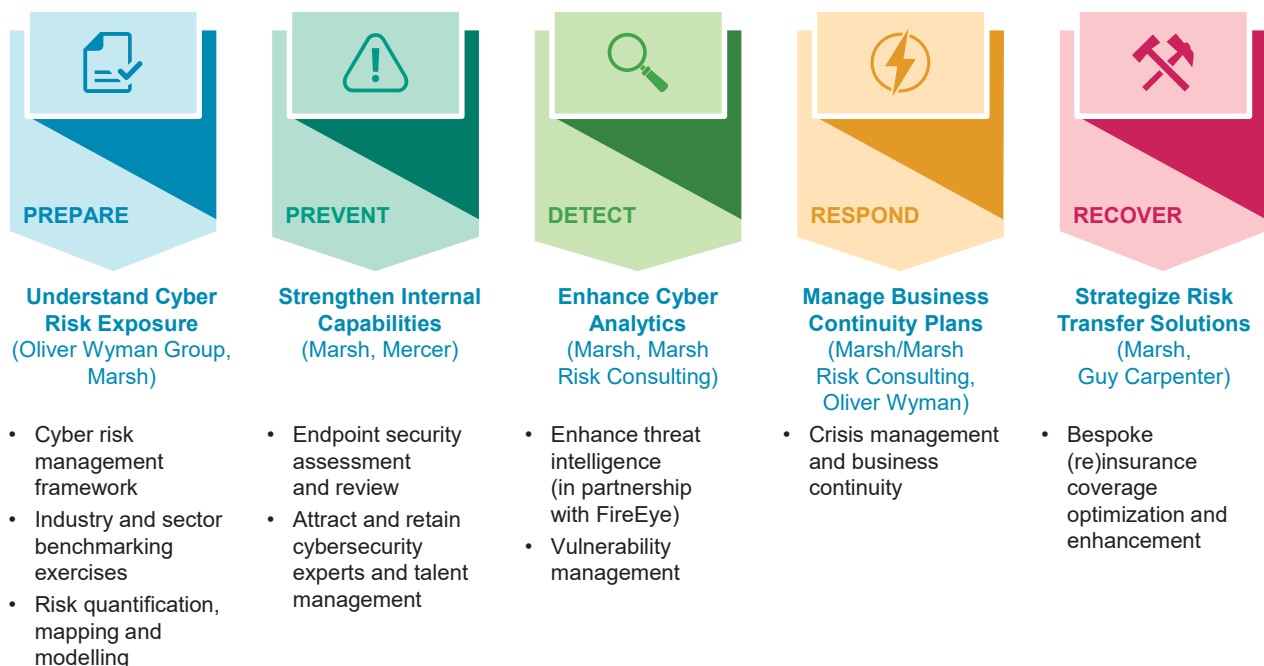 PREPARE
Understand Cyber
Risk Exposure
(Oliver Wyman Group,
Marsh)
• Cyber risk
management
framework
• Industry and sector
benchmarking
exercises
• Risk quantification,
mapping and
modelling
PREVENT
Strengthen Internal
Capabilities
(Marsh, Mercer)
• Endpoint security
assessment
and review
• Attract and retain
cybersecurity
experts and talent
management
DETECT
Enhance Cyber
Analytics
(Marsh, Marsh
Risk Consulting)
• Enhance threat
intelligence
(in partnership
with FireEye)
• Vulnerability
management
RESPOND
Manage Business
Continuity Plans
(Marsh/Marsh
Risk Consulting,
Oliver Wyman)
• Crisis management
and business
continuity
RECOVER
Strategize Risk
Transfer Solutions
(Marsh,
Guy Carpenter)
• Bespoke
(re)insurance
coverage
optimization and
enhancement